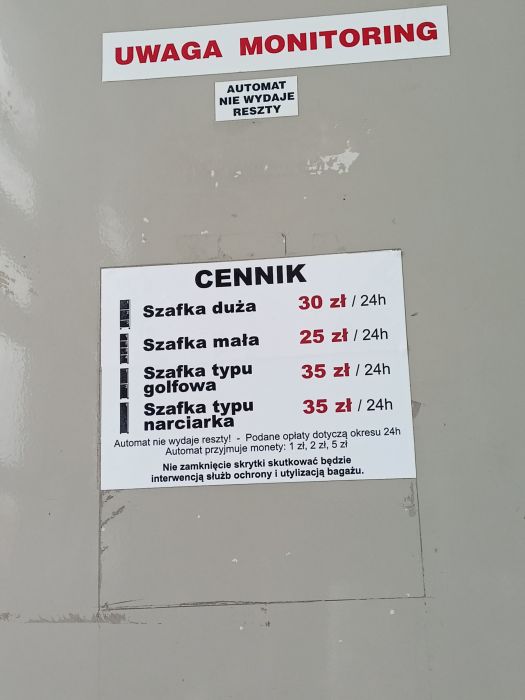 UWAGA MONITORING
AUTOMAT
NIE WYDAJE
RESZTY
CENNIK
Szafka duża 30 zł / 24h
Szafka mała 25 zł / 24h
Szafka typu
golfowa 35 zł / 24h
Szafka typu
narciarka 35 zł / 24h
Automat nie wydaje reszty! - Podane opłaty dotyczą okresu 24h
Automat przyjmuje monety: 1 zł, 2 zł, 5 zł
Nie zamknięcie skrytki skutkować będzie
interwencją służb ochrony i utylizacją bagażu.